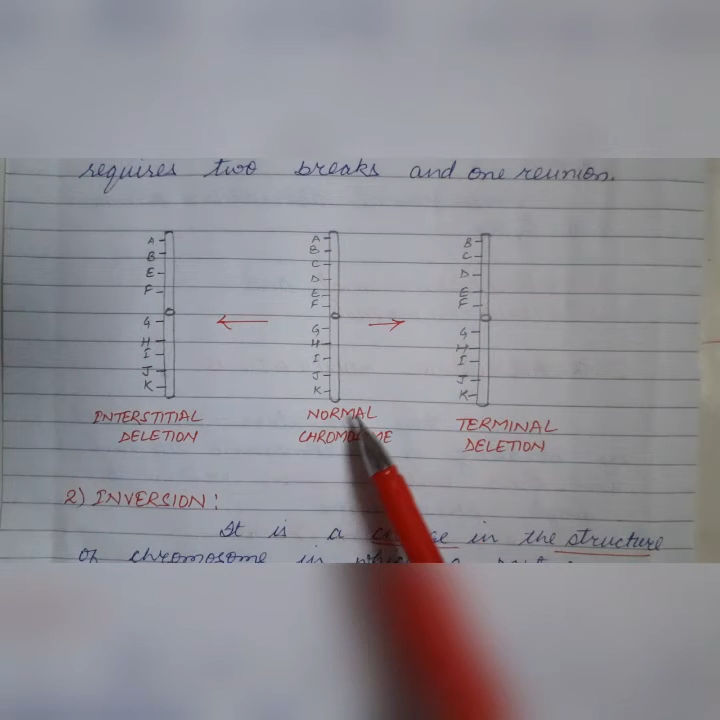 requires two breaks and one reunion.
A B E F G H I J K
A B C D E F G H I J K
B C D E F G H I J K
INTERSTITIAL DELETION
NORMAL CHROMOSOME
TERMINAL DELETION
2) INVERSION:
It is a in the structure
of chromosome in